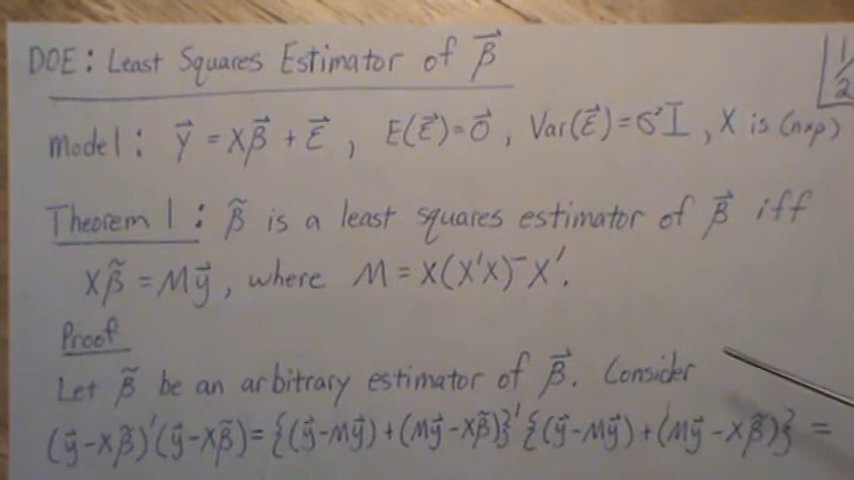 DOE: Least Squares Estimator of β⃗
1/2
Model: Y⃗ = Xβ⃗ + ε⃗, E(ε⃗)=0⃗, Var(ε⃗)=σ²I, X is (n×p)
Theorem 1: β̃ is a least squares estimator of β⃗ iff
Xβ̃ = My⃗, where M = X(X'X)⁻X'.
Proof
Let β̃ be an arbitrary estimator of β⃗. Consider
(y⃗-Xβ̃)'(y⃗-Xβ̃) = {(y⃗-My⃗)+(My⃗-Xβ̃)}'{(y⃗-My⃗)+(My⃗-Xβ̃)} =